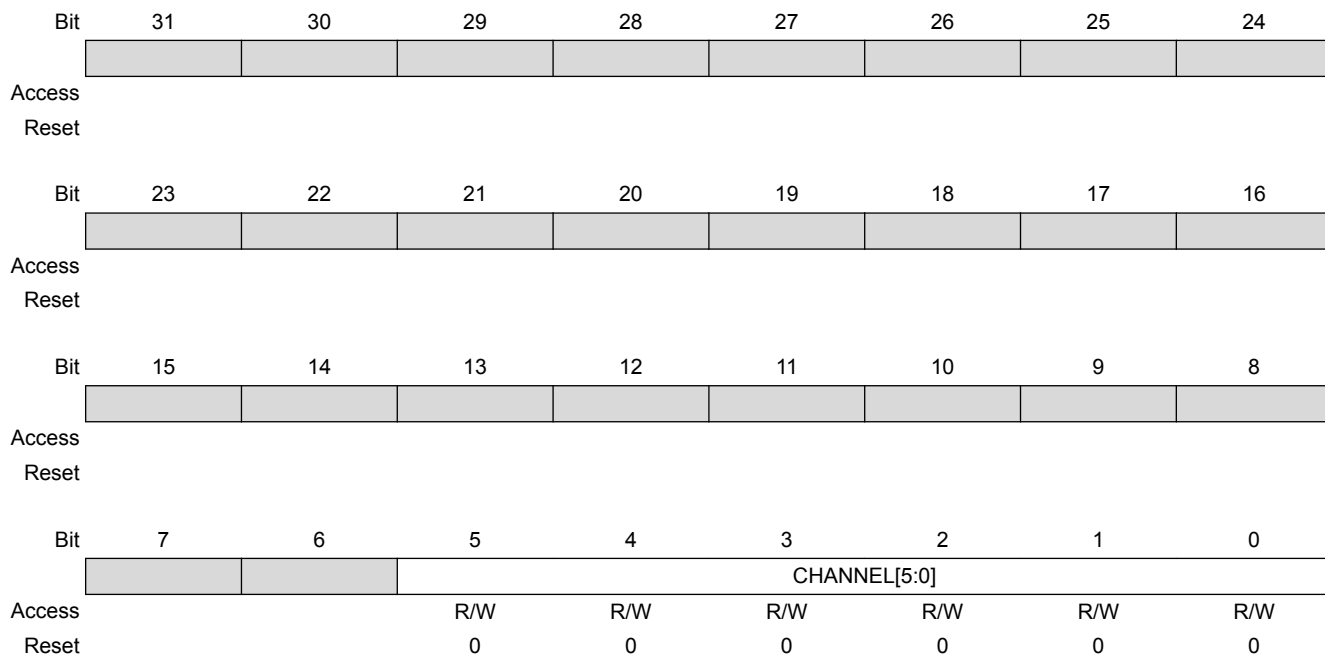 Bit 31 30 29 28 27 26 25 24
Access
Reset
Bit 23 22 21 20 19 18 17 16
Access
Reset
Bit 15 14 13 12 11 10 9 8
Access
Reset
Bit 7 6 5 4 3 2 1 0
CHANNEL[5:0]
Access R/W R/W R/W R/W R/W R/W
Reset 0 0 0 0 0 0